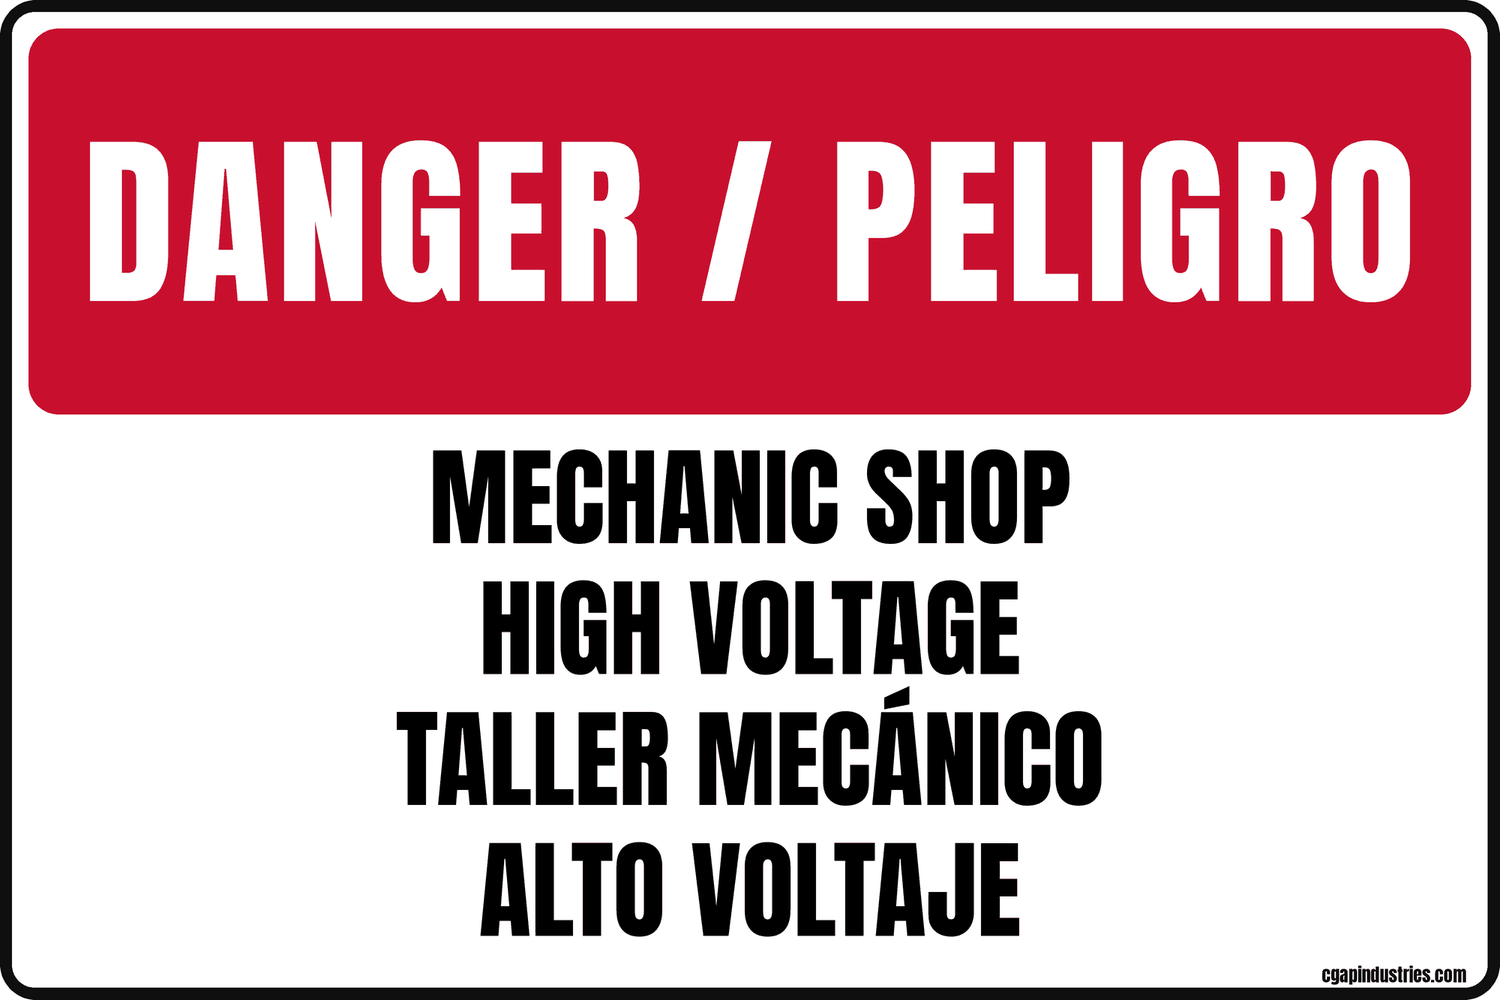 DANGER / PELIGRO
MECHANIC SHOP
HIGH VOLTAGE
TALLER MECÁNICO
ALTO VOLTAJE
cgapindustries.com